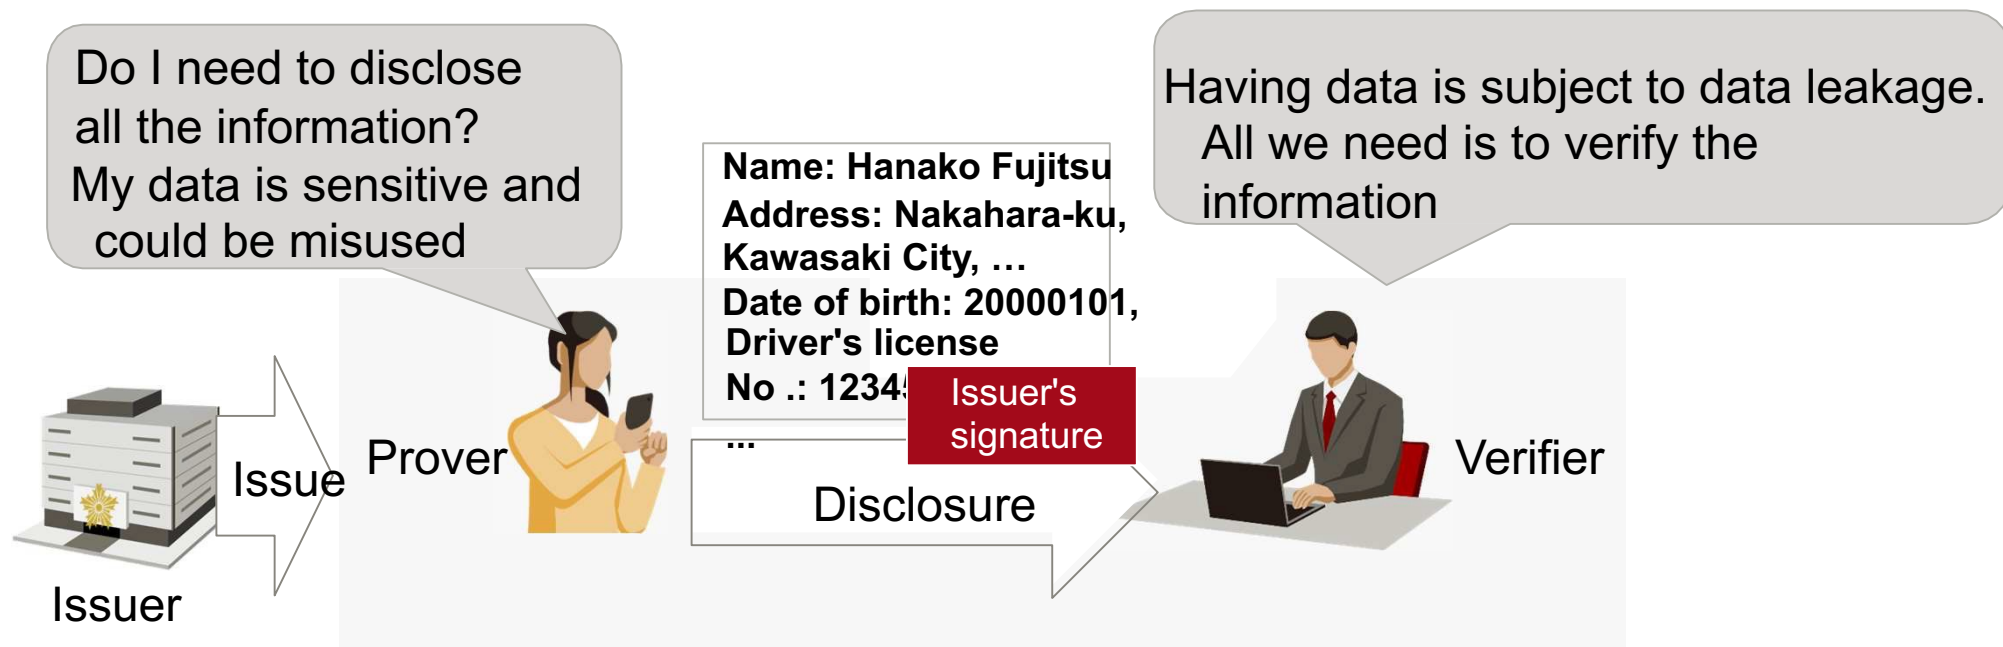 Do I need to disclose
all the information?
My data is sensitive and
could be misused
Having data is subject to data leakage.
All we need is to verify the
information
Name: Hanako Fujitsu
Address: Nakahara-ku,
Kawasaki City, …
Date of birth: 20000101,
Driver's license
No .: 1234
...
Issuer's
signature
Issue
Prover
Disclosure
Verifier
Issuer